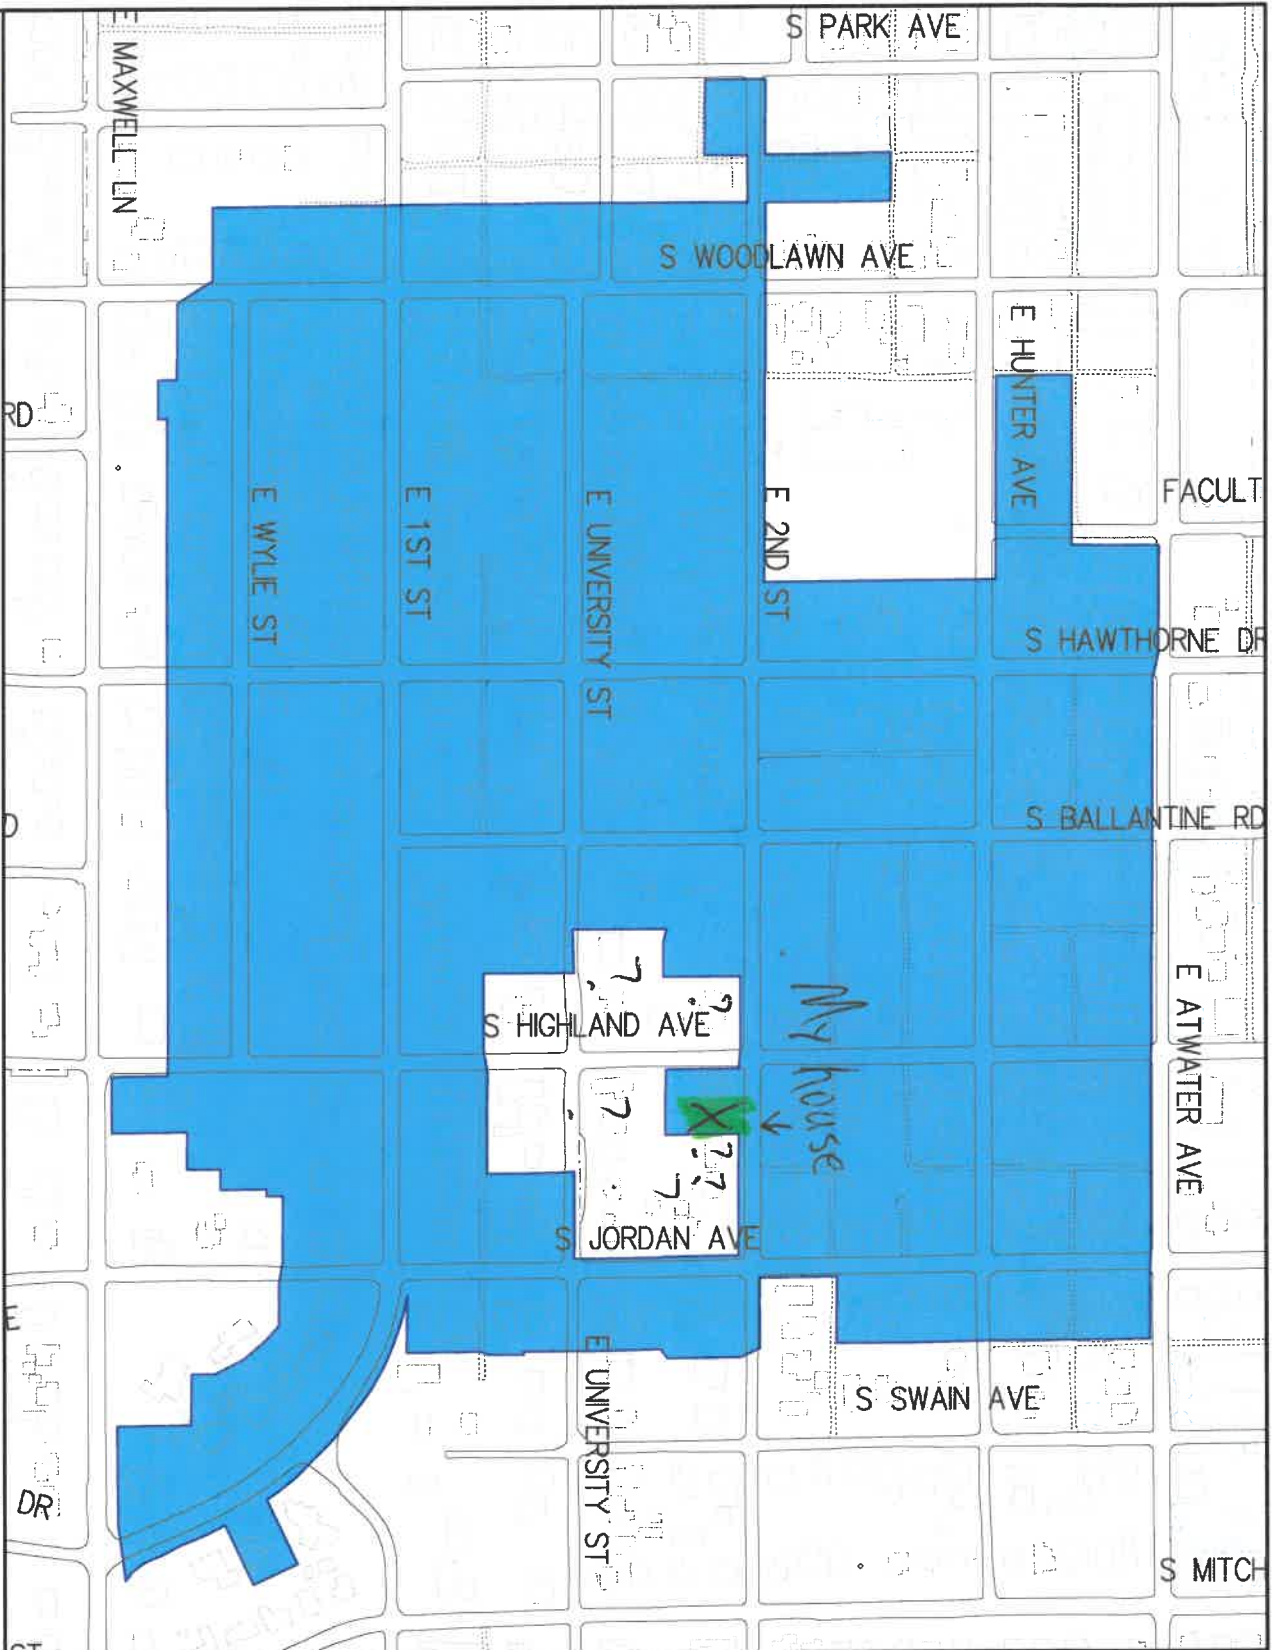 S PARK AVE
E MAXWELL LN
S WOODLAWN AVE
E HUNTER AVE
RD
FACULT
E WYLIE ST
E 1ST ST
E UNIVERSITY ST
E 2ND ST
S HAWTHORNE DR
S BALLANTINE RD
D
E ATWATER AVE
?
?
S HIGHLAND AVE
My house
?
X
??
?
S JORDAN AVE
E
E UNIVERSITY ST
S SWAIN AVE
DR
S MITCH
ST